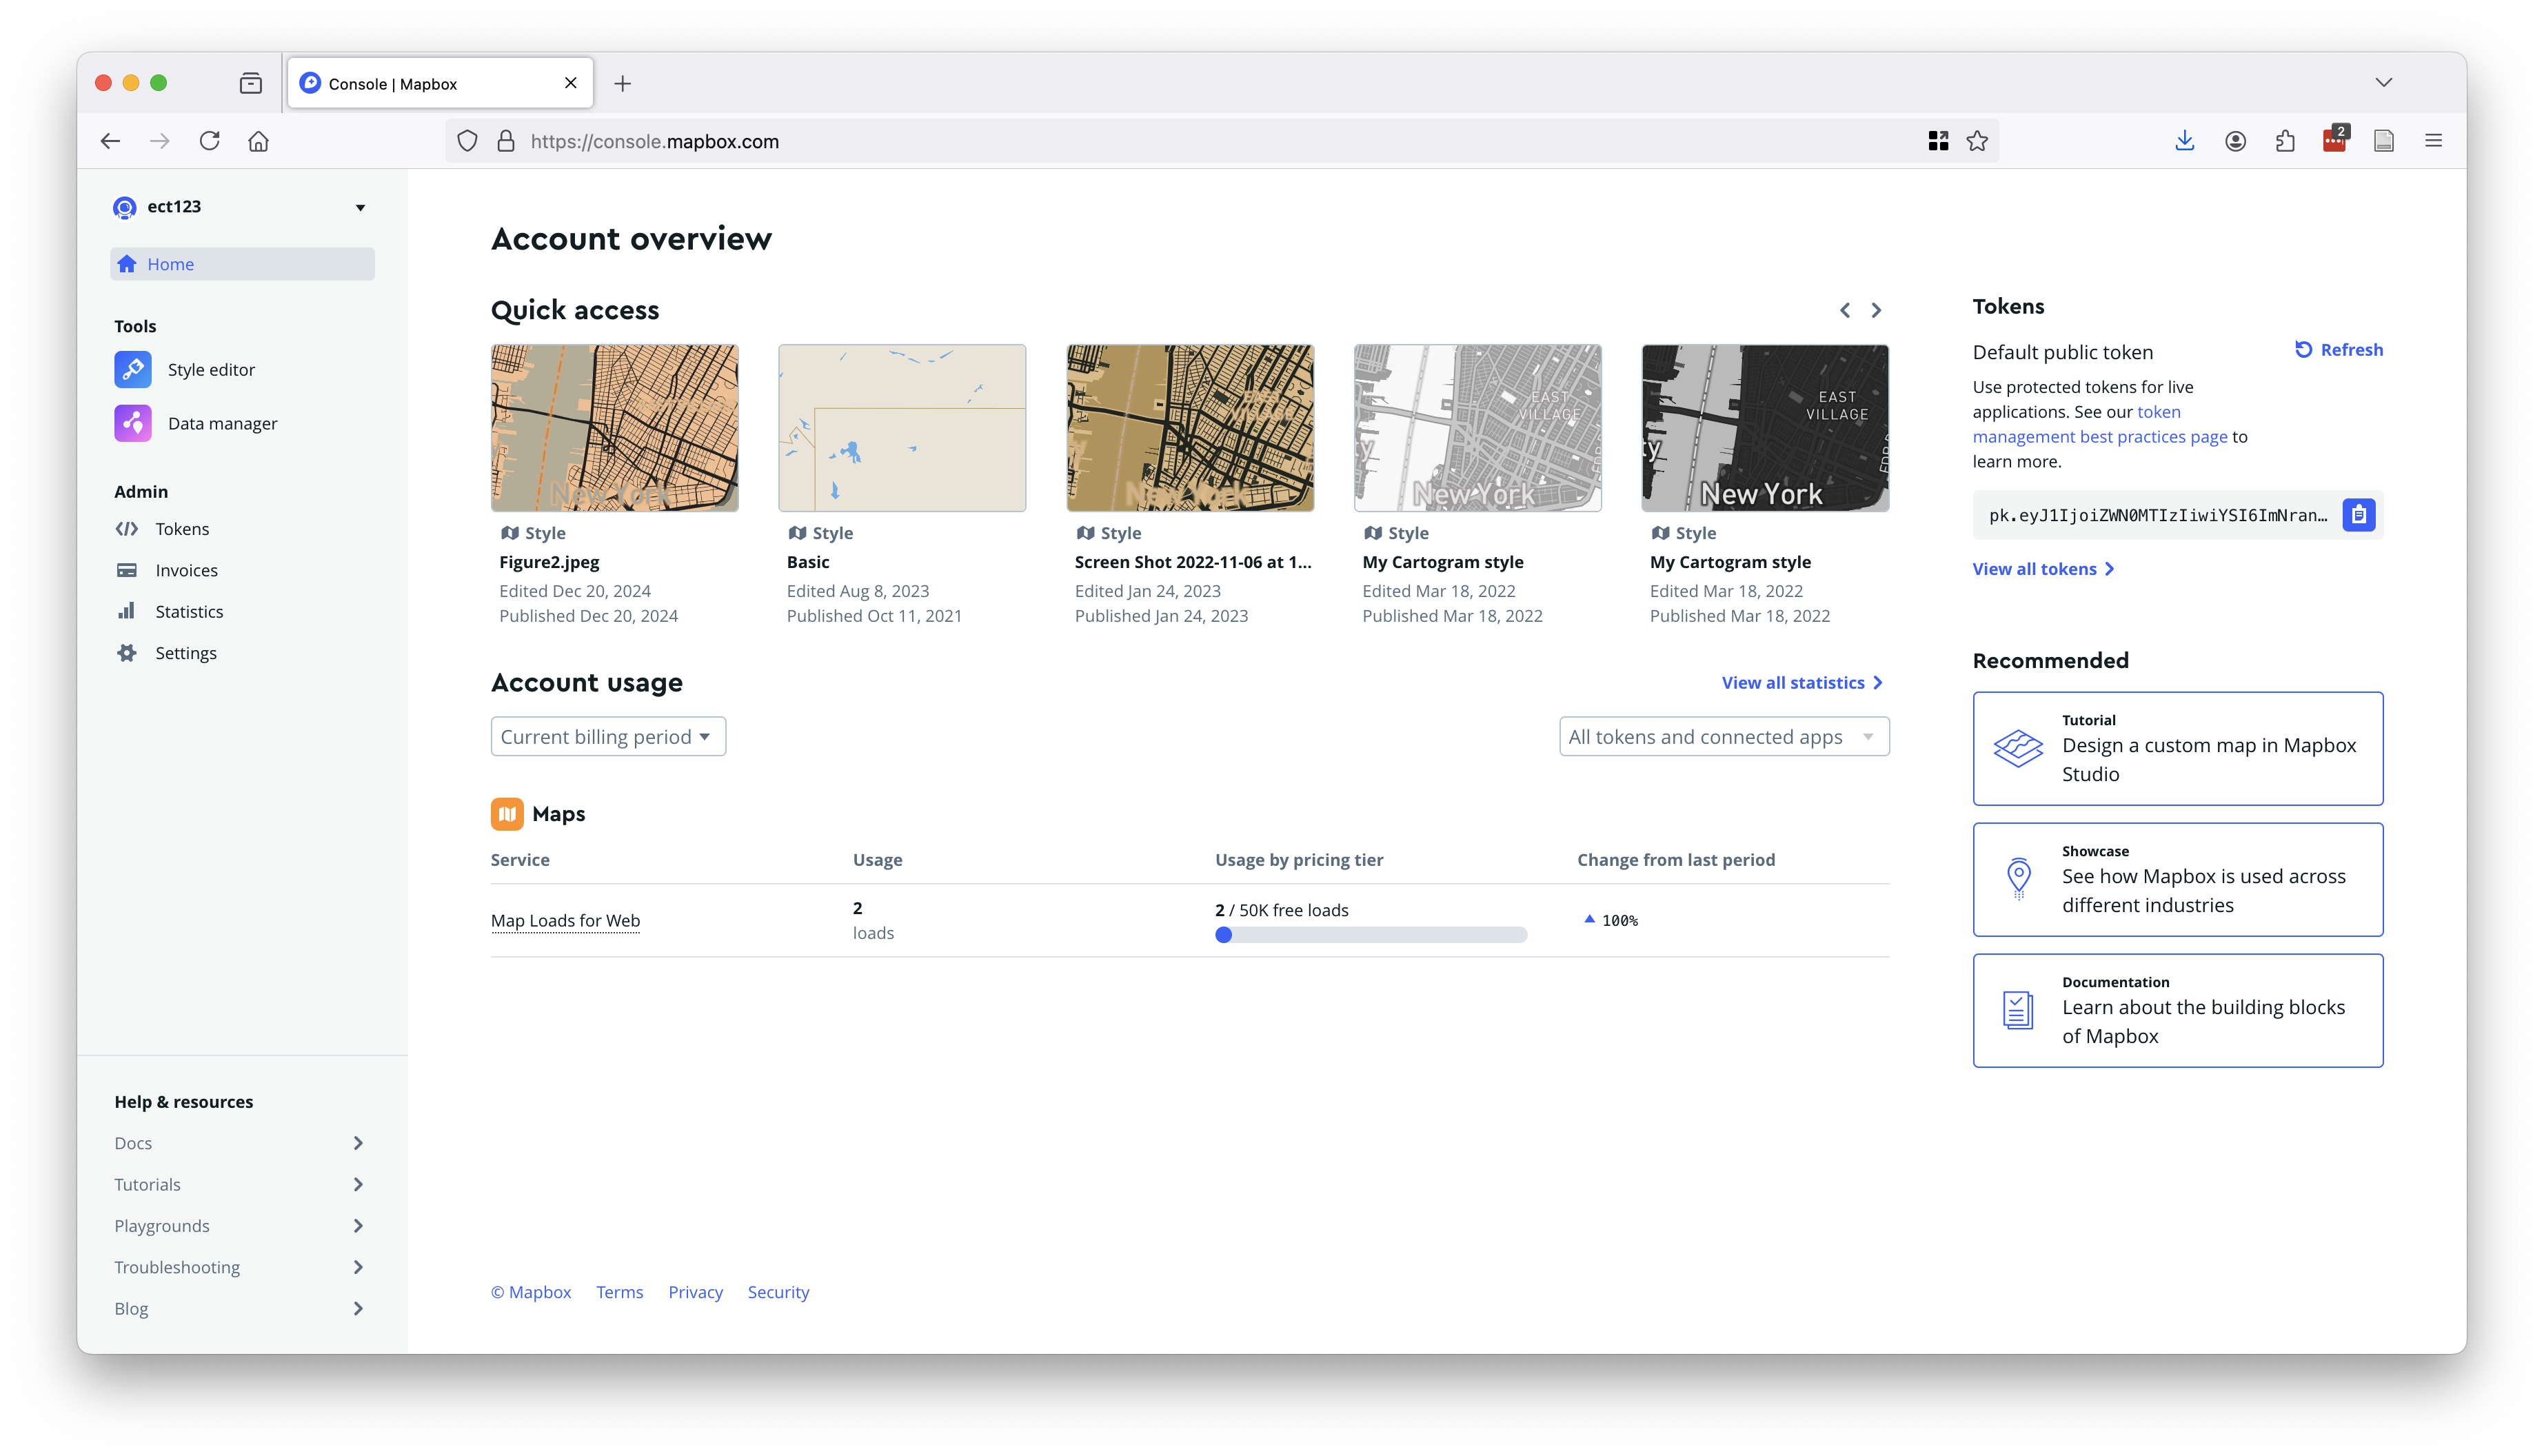 Console | Mapbox
https://console.mapbox.com
2
ect123
Home
Tools
Style editor
Data manager
Admin
Tokens
Invoices
Statistics
Settings
Help & resources
Docs
Tutorials
Playgrounds
Troubleshooting
Blog
Account overview
Quick access
New York
Style
Figure2.jpeg
Edited Dec 20, 2024
Published Dec 20, 2024
Style
Basic
Edited Aug 8, 2023
Published Oct 11, 2021
EAST
VILLAGE
New York
Style
Screen Shot 2022-11-06 at 1...
Edited Jan 24, 2023
Published Jan 24, 2023
EAST
VILLAGE
New York
Style
My Cartogram style
Edited Mar 18, 2022
Published Mar 18, 2022
EAST
VILLAGE
New York
Style
My Cartogram style
Edited Mar 18, 2022
Published Mar 18, 2022
Account usage
View all statistics
Current billing period
All tokens and connected apps
Maps
Service Usage Usage by pricing tier Change from last period
Map Loads for Web
2
loads
2 / 50K free loads
100%
© Mapbox Terms Privacy Security
Tokens
Default public token
Refresh
Use protected tokens for live
applications. See our token
management best practices page to
learn more.
pk.eyJ1IjoiZWN0MTIzIiwiYSI6ImNran…
View all tokens
Recommended
Tutorial
Design a custom map in Mapbox
Studio
Showcase
See how Mapbox is used across
different industries
Documentation
Learn about the building blocks
of Mapbox